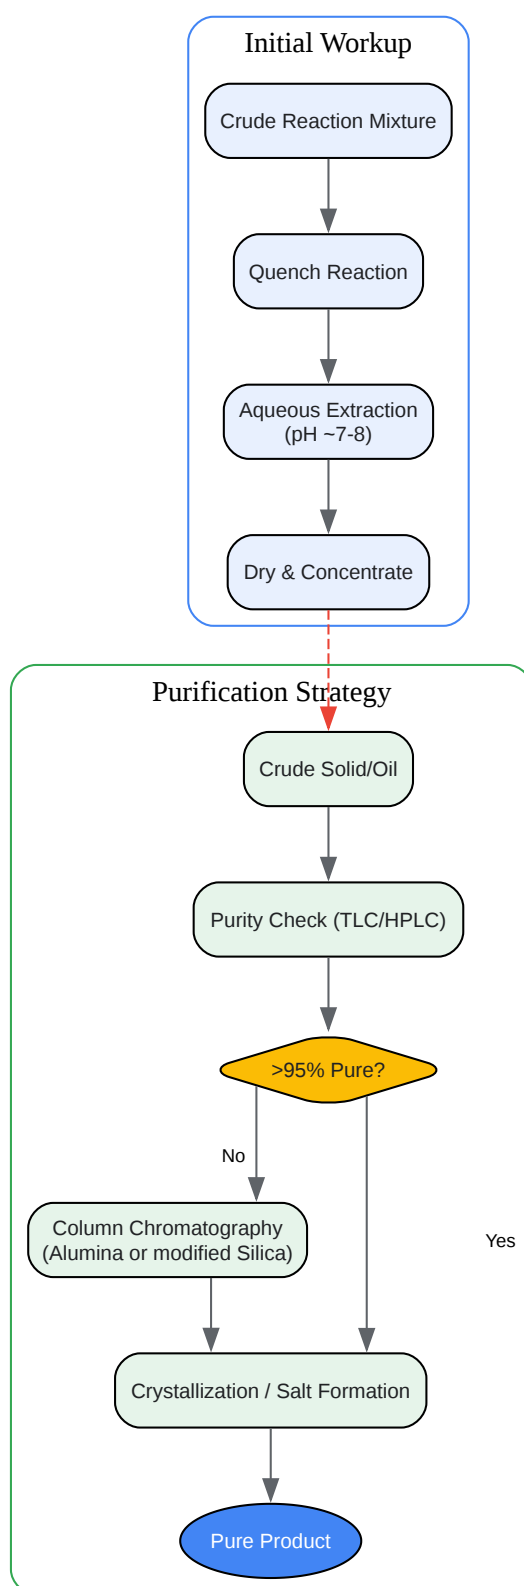 Initial Workup
Crude Reaction Mixture
Quench Reaction
Aqueous Extraction
(pH ~7-8)
Dry & Concentrate
Purification Strategy
Crude Solid/Oil
Purity Check (TLC/HPLC)
>95% Pure?
No
Column Chromatography
(Alumina or modified Silica)
Yes
Crystallization / Salt Formation
Pure Product